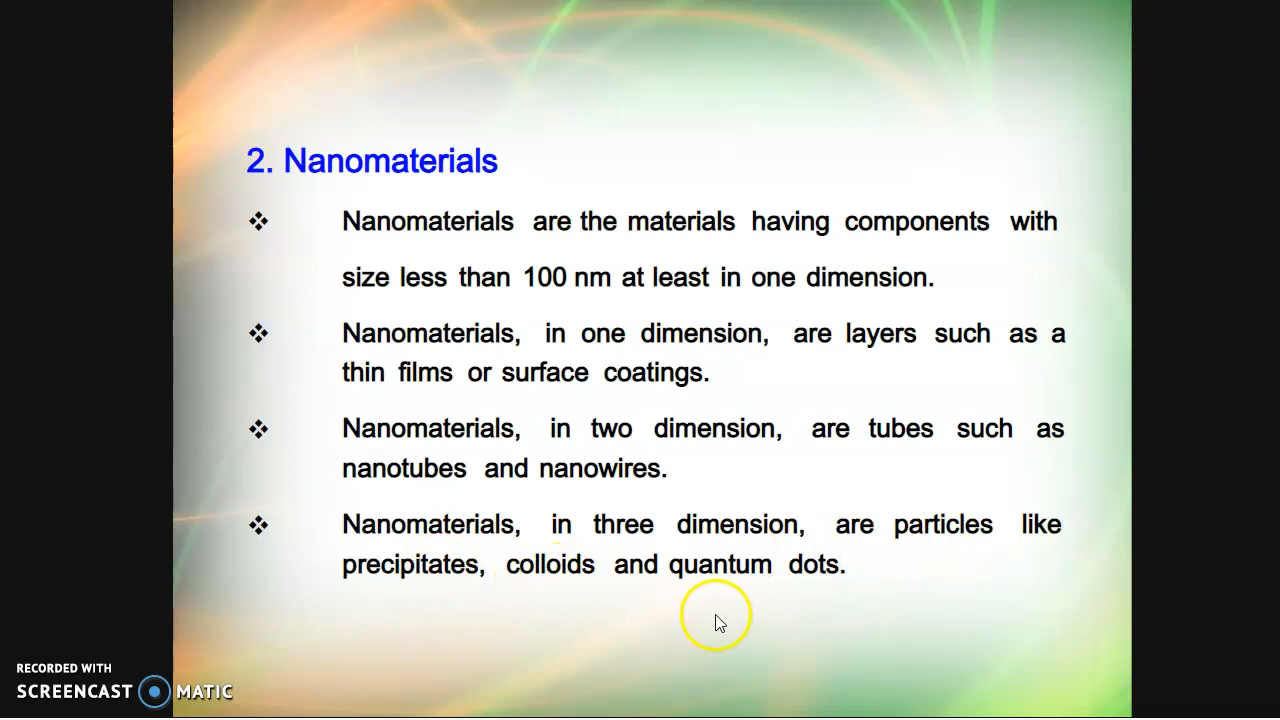 2. Nanomaterials
❖ Nanomaterials are the materials having components with
size less than 100 nm at least in one dimension.
❖ Nanomaterials, in one dimension, are layers such as a
thin films or surface coatings.
❖ Nanomaterials, in two dimension, are tubes such as
nanotubes and nanowires.
❖ Nanomaterials, in three dimension, are particles like
precipitates, colloids and quantum dots.
RECORDED WITH
SCREENCAST MATIC